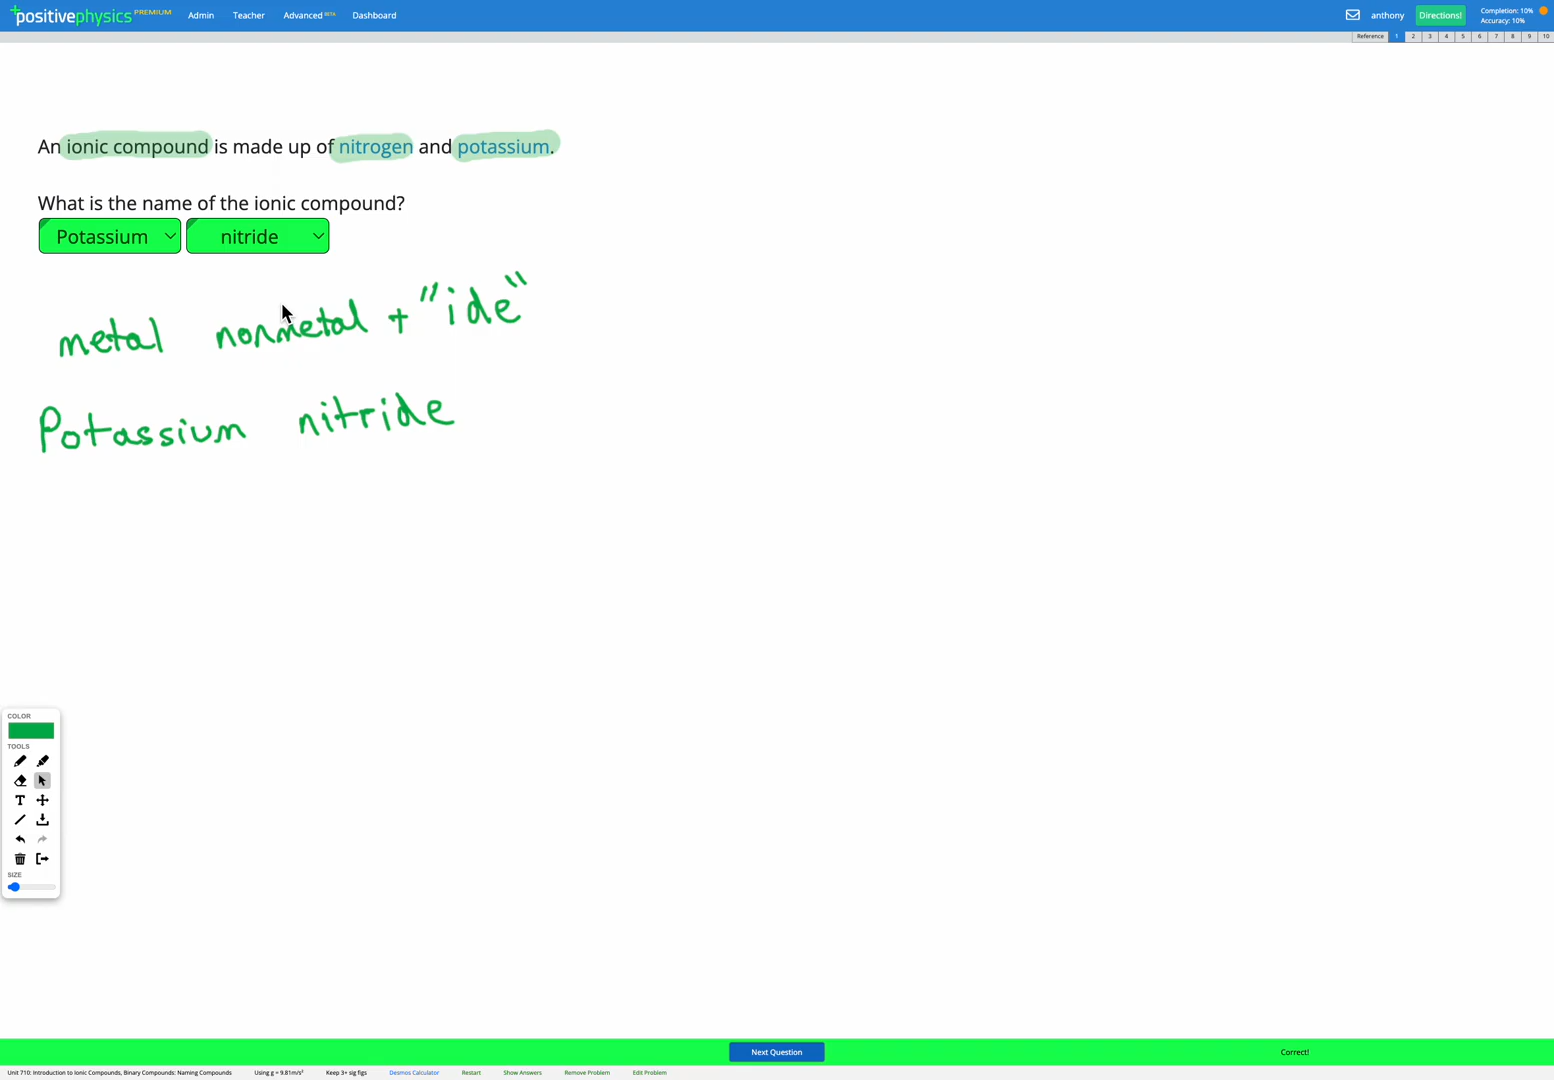 +positivephysics PREMIUM Admin Teacher Advanced BETA Dashboard anthony Directions! Completion: 10%
Accuracy: 10%
Reference 1 2 3 4 5 6 7 8 9 10
An ionic compound is made up of nitrogen and potassium.
What is the name of the ionic compound?
Potassium nitride
metal nonmetal + "ide"
Potassium nitride
COLOR
TOOLS
T
SIZE
Next Question Correct!
Unit 710: Introduction to Ionic Compounds, Binary Compounds: Naming Compounds Using g = 9.81m/s² Keep 3+ sig figs Desmos Calculator Restart Show Answers Remove Problem Edit Problem